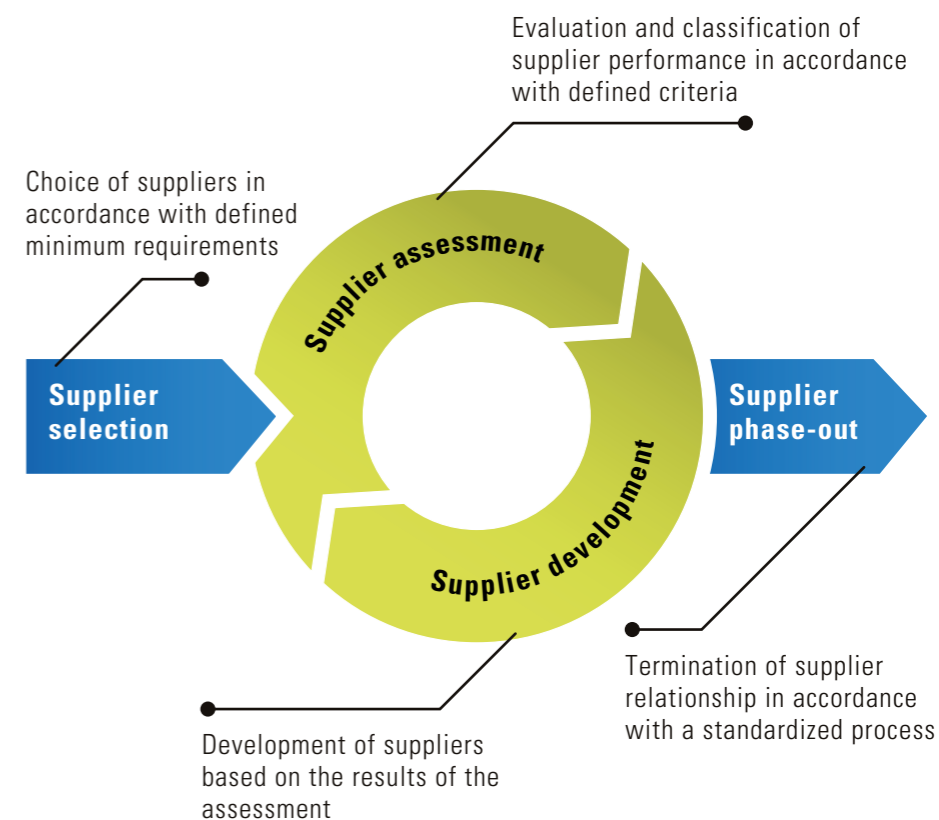 Evaluation and classification of
supplier performance in accordance
with defined criteria
Choice of suppliers in
accordance with defined
minimum requirements
Supplier assessment
Supplier
selection
Supplier
phase-out
Supplier development
Termination of supplier
relationship in accordance
with a standardized process
Development of suppliers
based on the results of the
assessment